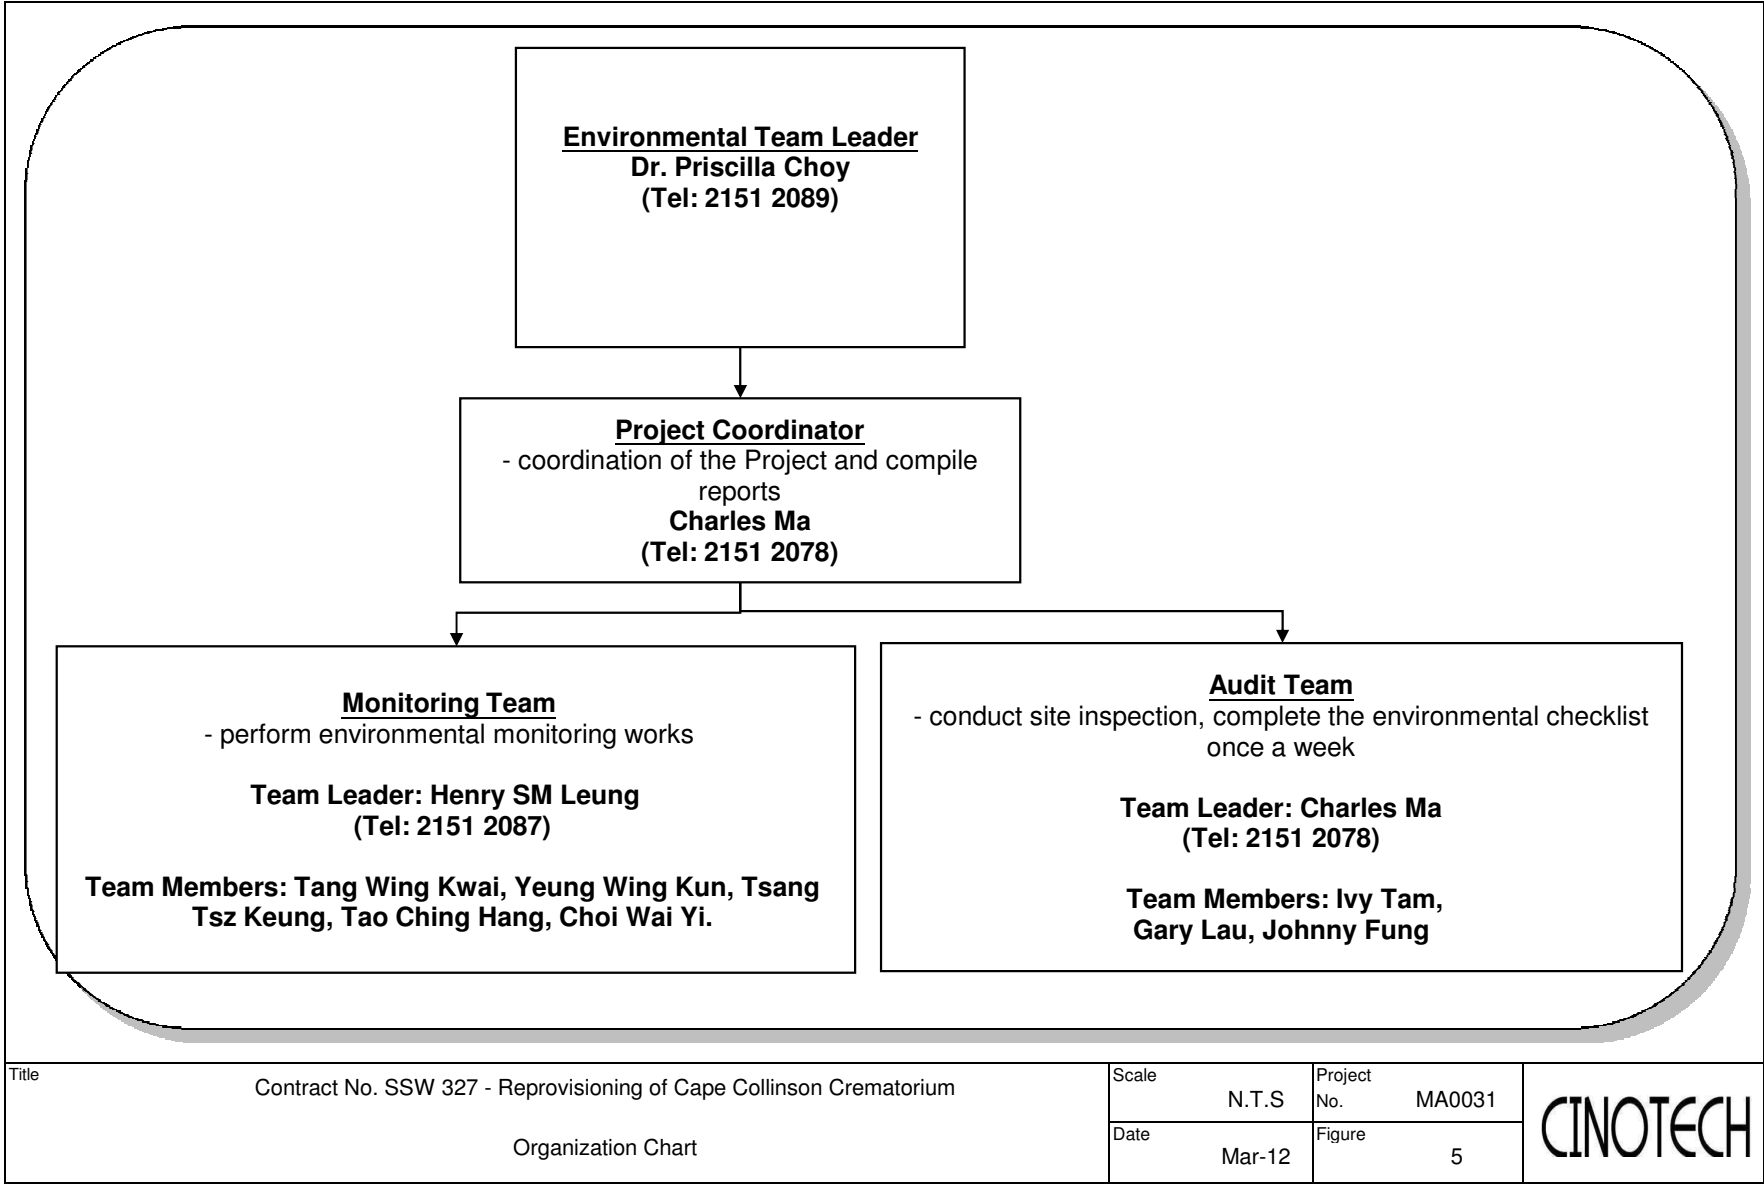 Environmental Team Leader
Dr. Priscilla Choy
(Tel: 2151 2089)
Project Coordinator
- coordination of the Project and compile
reports
Charles Ma
(Tel: 2151 2078)
Monitoring Team
- perform environmental monitoring works
Team Leader: Henry SM Leung
(Tel: 2151 2087)
Team Members: Tang Wing Kwai, Yeung Wing Kun, Tsang
Tsz Keung, Tao Ching Hang, Choi Wai Yi.
Audit Team
- conduct site inspection, complete the environmental checklist
once a week
Team Leader: Charles Ma
(Tel: 2151 2078)
Team Members: Ivy Tam,
Gary Lau, Johnny Fung
Title
Contract No. SSW 327 - Reprovisioning of Cape Collinson Crematorium
Organization Chart
Scale
N.T.S
Project
No. MA0031
Date
Mar-12
Figure
5
CINOTECH